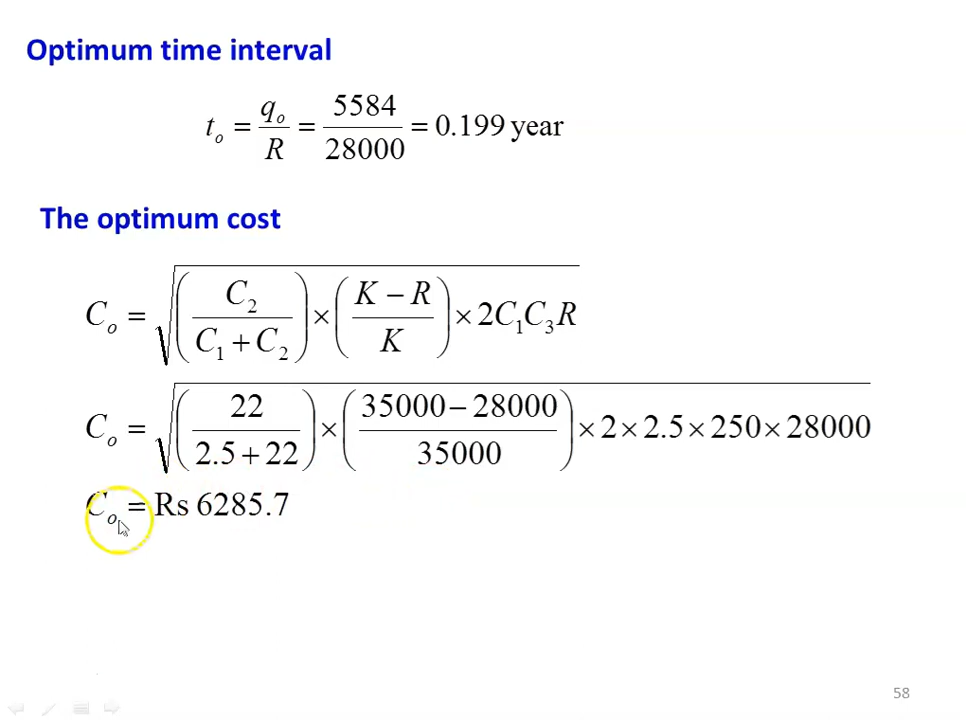 Optimum time interval
t_o = q_o / R = 5584 / 28000 = 0.199 year
The optimum cost
C_o = √((C_2 / (C_1 + C_2)) × ((K − R) / K) × 2C_1C_3R)
C_o = √((22 / (2.5 + 22)) × ((35000 − 28000) / 35000) × 2 × 2.5 × 250 × 28000)
C_o = Rs 6285.7
58